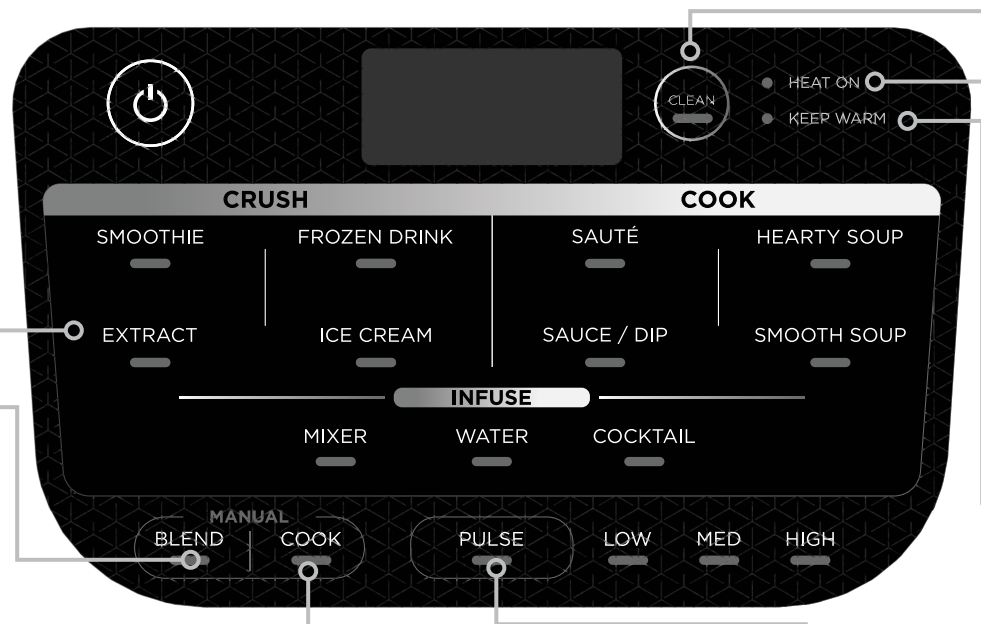 CLEAN
HEAT ON
KEEP WARM
CRUSH COOK
SMOOTHIE FROZEN DRINK SAUTÉ HEARTY SOUP
EXTRACT ICE CREAM SAUCE / DIP SMOOTH SOUP
INFUSE
MIXER WATER COCKTAIL
MANUAL
BLEND COOK PULSE LOW MED HIGH